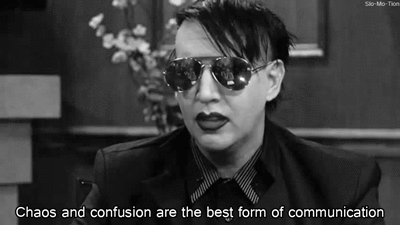 Slo-Mo-Tion
Chaos and confusion are the best form of communication